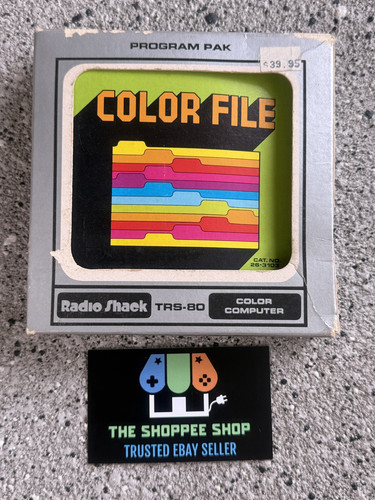 PROGRAM PAK
$39.95
COLOR FILE
CAT. NO.
26-3103
Radio Shack TRS-80 COLOR
COMPUTER
THE SHOPPEE SHOP
TRUSTED EBAY SELLER